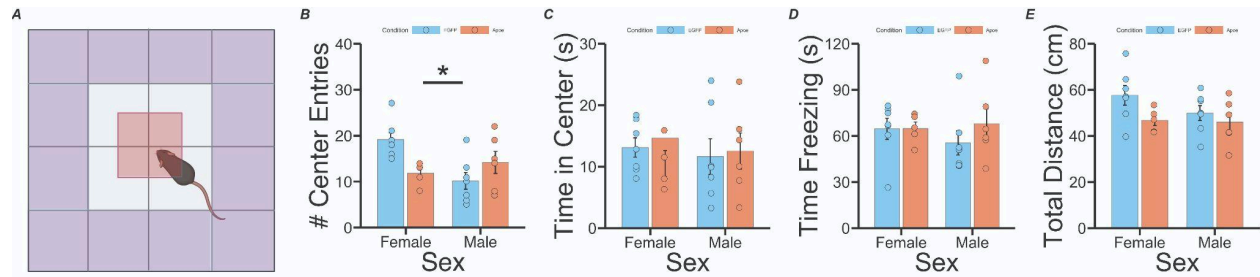 A
B
Condition EGFP Apoe
# Center Entries
40
30
20
10
0
*
Female Male
Sex
C
Condition EGFP Apoe
Time in Center (s)
30
20
10
0
Female Male
Sex
D
Condition EGFP Apoe
Time Freezing (s)
120
90
60
30
0
Female Male
Sex
E
Condition EGFP Apoe
Total Distance (cm)
80
60
40
20
0
Female Male
Sex